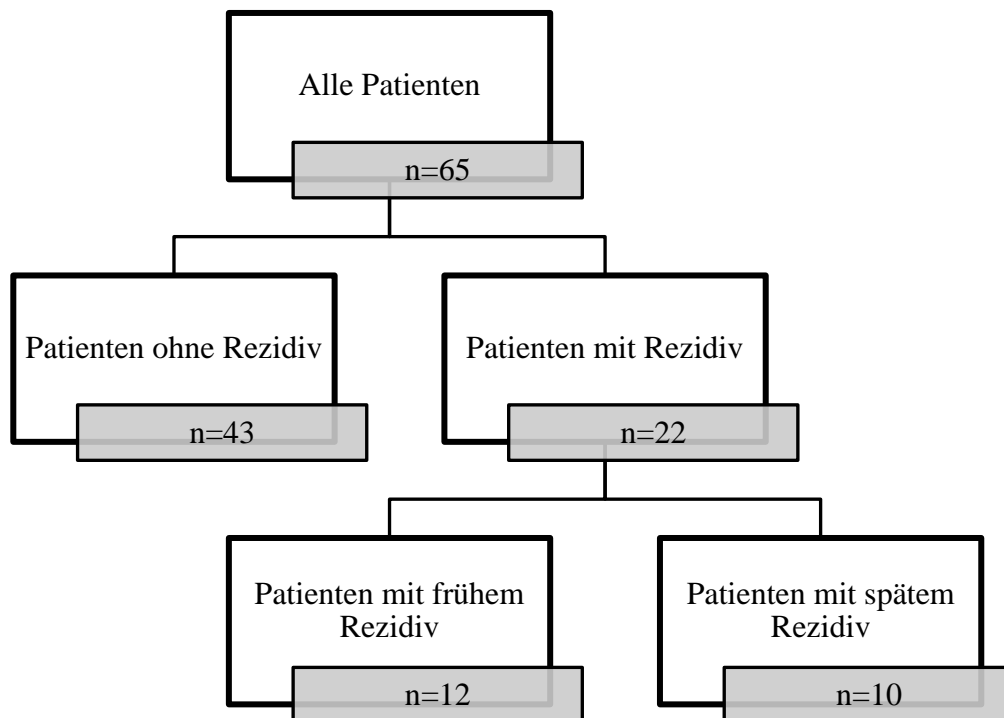 Alle Patienten
n=65
Patienten ohne Rezidiv
n=43
Patienten mit Rezidiv
n=22
Patienten mit frühem
Rezidiv
n=12
Patienten mit spätem
Rezidiv
n=10